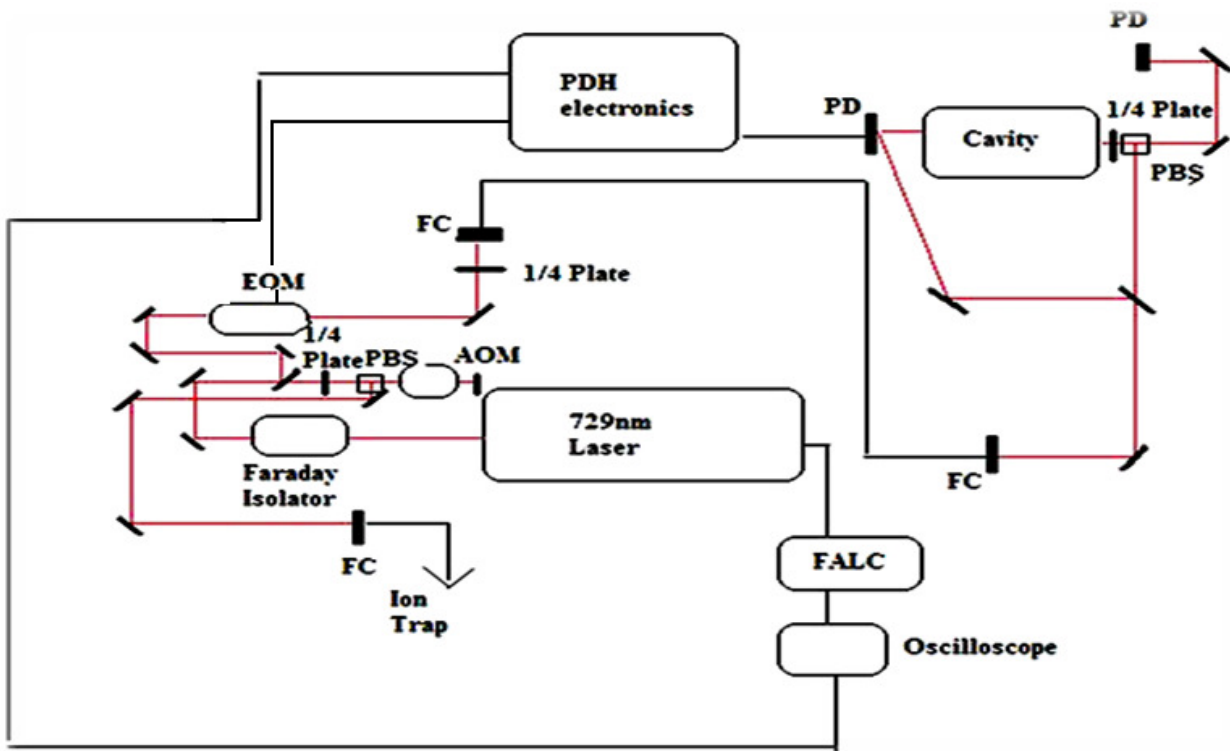 PD
PDH
electronics
PD
1/4 Plate
Cavity
PBS
FC
1/4 Plate
EOM
1/4
Plate
PBS
AOM
729nm
Laser
Faraday
Isolator
FC
FC
FALC
Ion
Trap
Oscilloscope